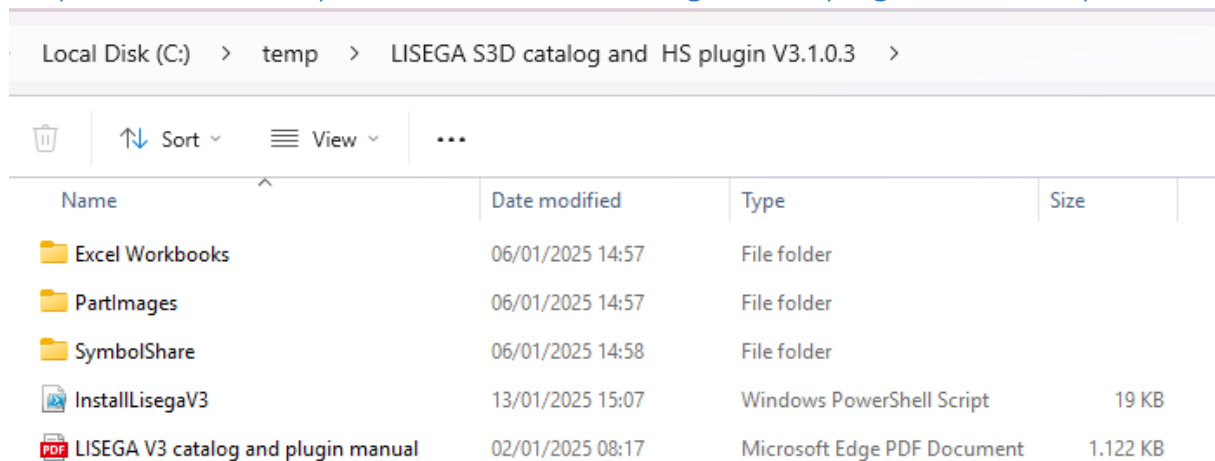 Local Disk (C:) > temp > LISEGA S3D catalog and HS plugin V3.1.0.3 >
Sort View ...
Name Date modified Type Size
Excel Workbooks 06/01/2025 14:57 File folder
PartImages 06/01/2025 14:57 File folder
SymbolShare 06/01/2025 14:58 File folder
InstallLisegaV3 13/01/2025 15:07 Windows PowerShell Script 19 KB
PDF LISEGA V3 catalog and plugin manual 02/01/2025 08:17 Microsoft Edge PDF Document 1.122 KB